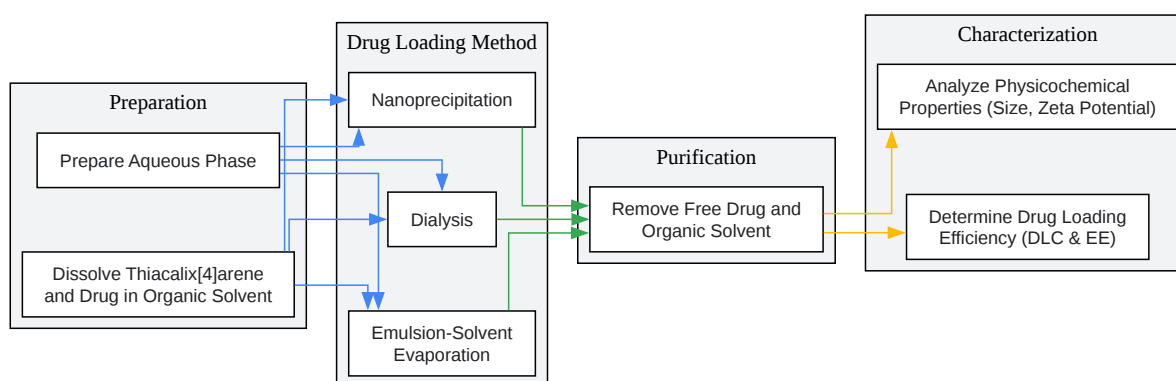 Preparation
Prepare Aqueous Phase
Dissolve Thiacalix[4]arene
and Drug in Organic Solvent
Drug Loading Method
Nanoprecipitation
Dialysis
Emulsion-Solvent
Evaporation
Purification
Remove Free Drug and
Organic Solvent
Characterization
Analyze Physicochemical
Properties (Size, Zeta Potential)
Determine Drug Loading
Efficiency (DLC & EE)